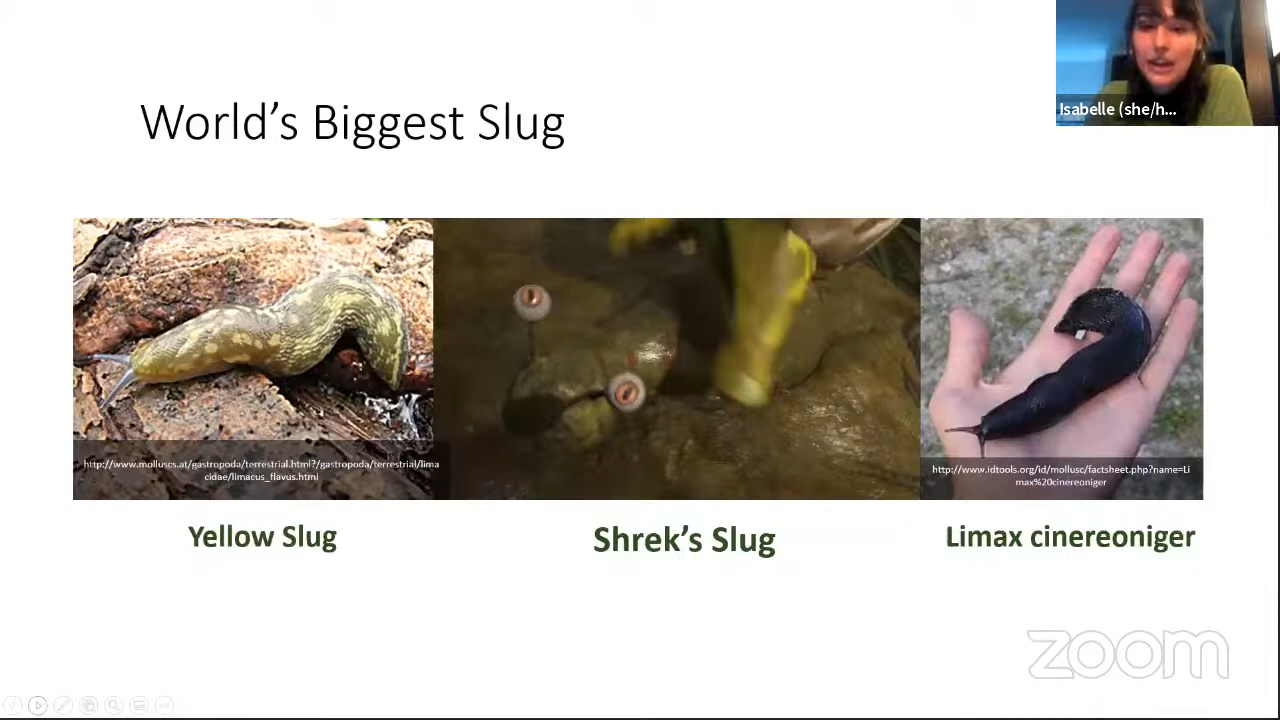 World's Biggest Slug
Isabelle (she/h...
http://www.molluscs.at/gastropoda/terrestrial.html?/gastropoda/terrestrial/lima
cidae/limacus_flavus.html
http://www.idtools.org/id/mollusc/factsheet.php?name=Li
max%20cinereoniger
Yellow Slug
Shrek's Slug
Limax cinereoniger
zoom